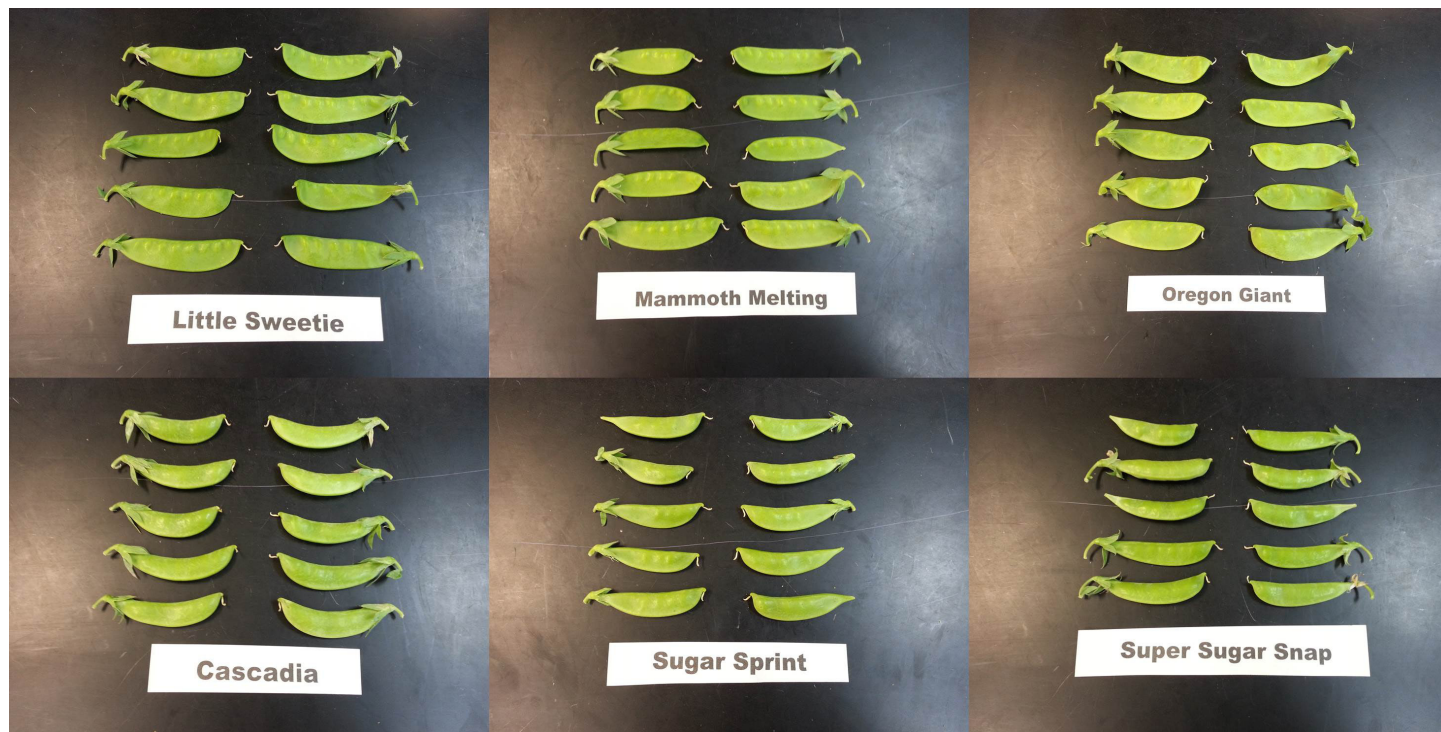 Little Sweetie
Mammoth Melting
Oregon Giant
Cascadia
Sugar Sprint
Super Sugar Snap